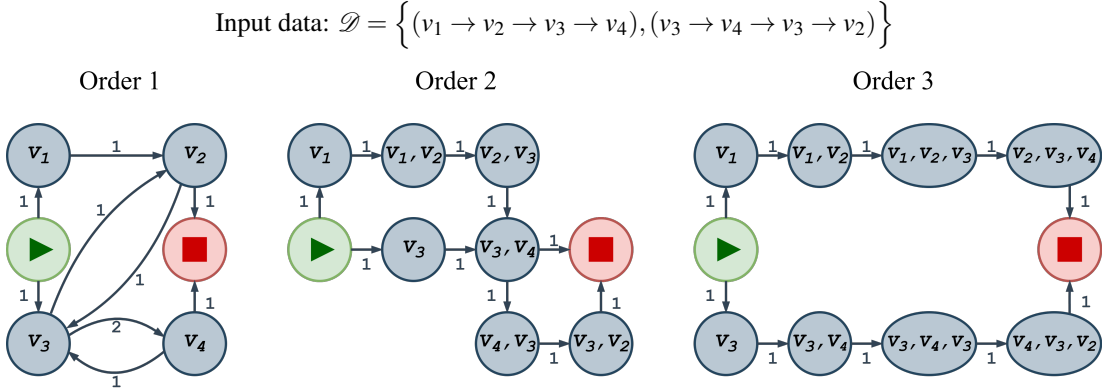 Input data: 𝒟 = {(v₁ → v₂ → v₃ → v₄), (v₃ → v₄ → v₃ → v₂)}
Order 1
Order 2
Order 3
v₁ 1 v₂
1 1 1
1
1 2 1
v₃ v₄
1
v₁ 1 v₁,v₂ 1 v₂,v₃
1 1
v₃ v₃,v₄ 1
1 1
1 1
v₄,v₃ 1 v₃,v₂
v₁ 1 v₁,v₂ 1 v₁,v₂,v₃ 1 v₂,v₃,v₄
1 1
1 1
v₃ 1 v₃,v₄ 1 v₃,v₄,v₃ 1 v₄,v₃,v₂